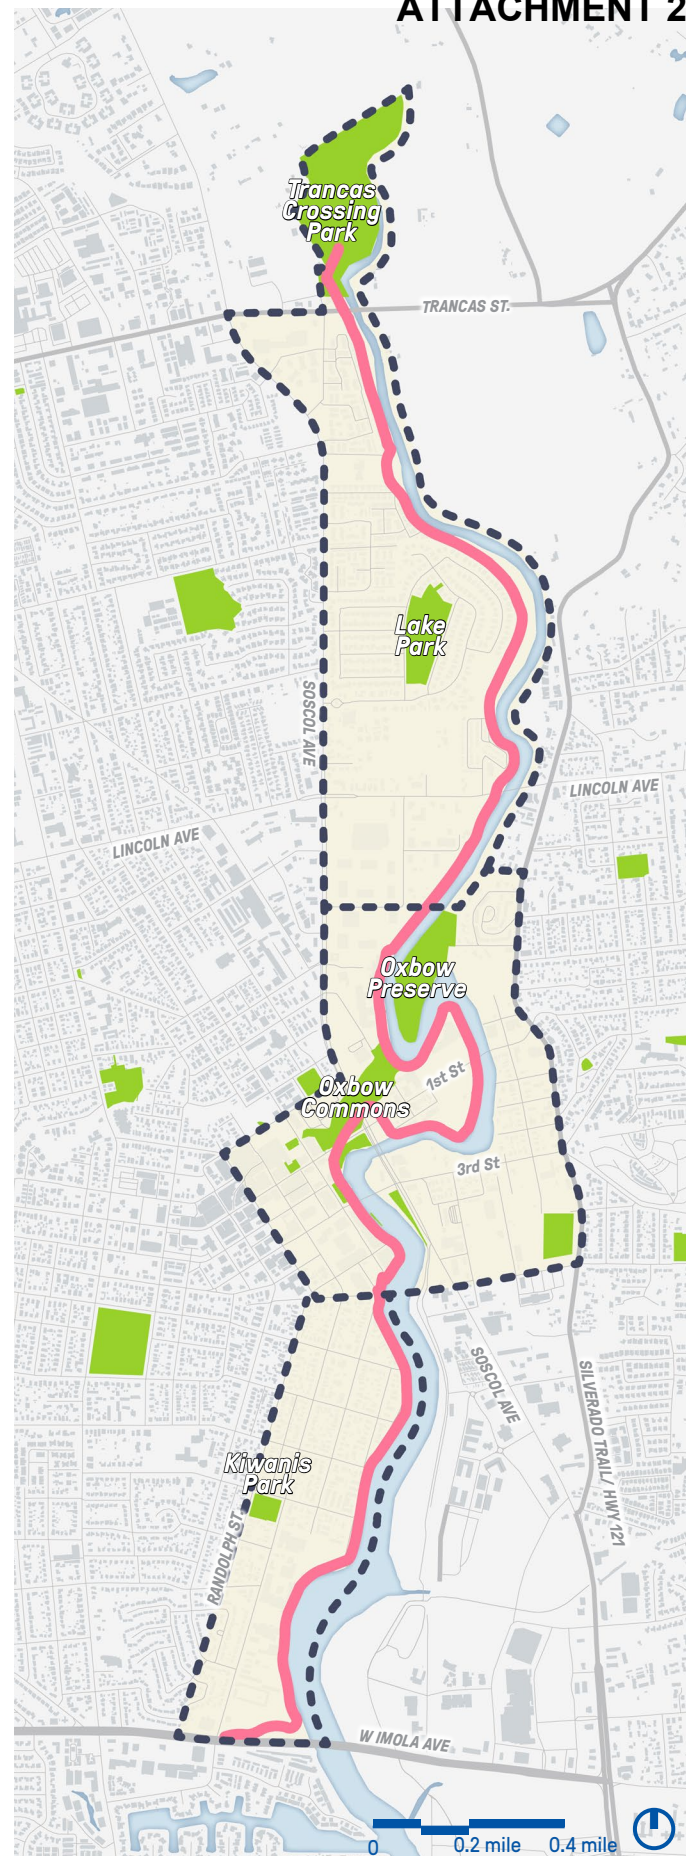 ATTACHMENT 2
Trancas
Crossing
Park
TRANCAS ST.
Lake
Park
SOSCOL AVE
LINCOLN AVE
LINCOLN AVE
Oxbow
Preserve
1st St
Oxbow
Commons
3rd St
SOSCOL AVE
SILVERADO TRAIL/ HWY 121
Kiwanis
Park
RANDOLPH ST.
W IMOLA AVE
0 0.2 mile 0.4 mile